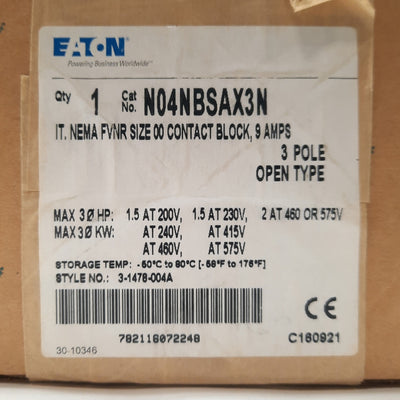 EATON
Powering Business Worldwide
Qty 1 Cat No. N04NBSAX3N
IT. NEMA FVNR SIZE 00 CONTACT BLOCK, 9 AMPS
3 POLE
OPEN TYPE
MAX 3Ø HP: 1.5 AT 200V, 1.5 AT 230V, 2 AT 460 OR 575V
MAX 3Ø KW: AT 240V, AT 415V
AT 460V, AT 575V
STORAGE TEMP: -50°C to 80°C [-58°F to 176°F]
STYLE NO.: 3-1478-004A
782116072248
CE
C160921
30-10346